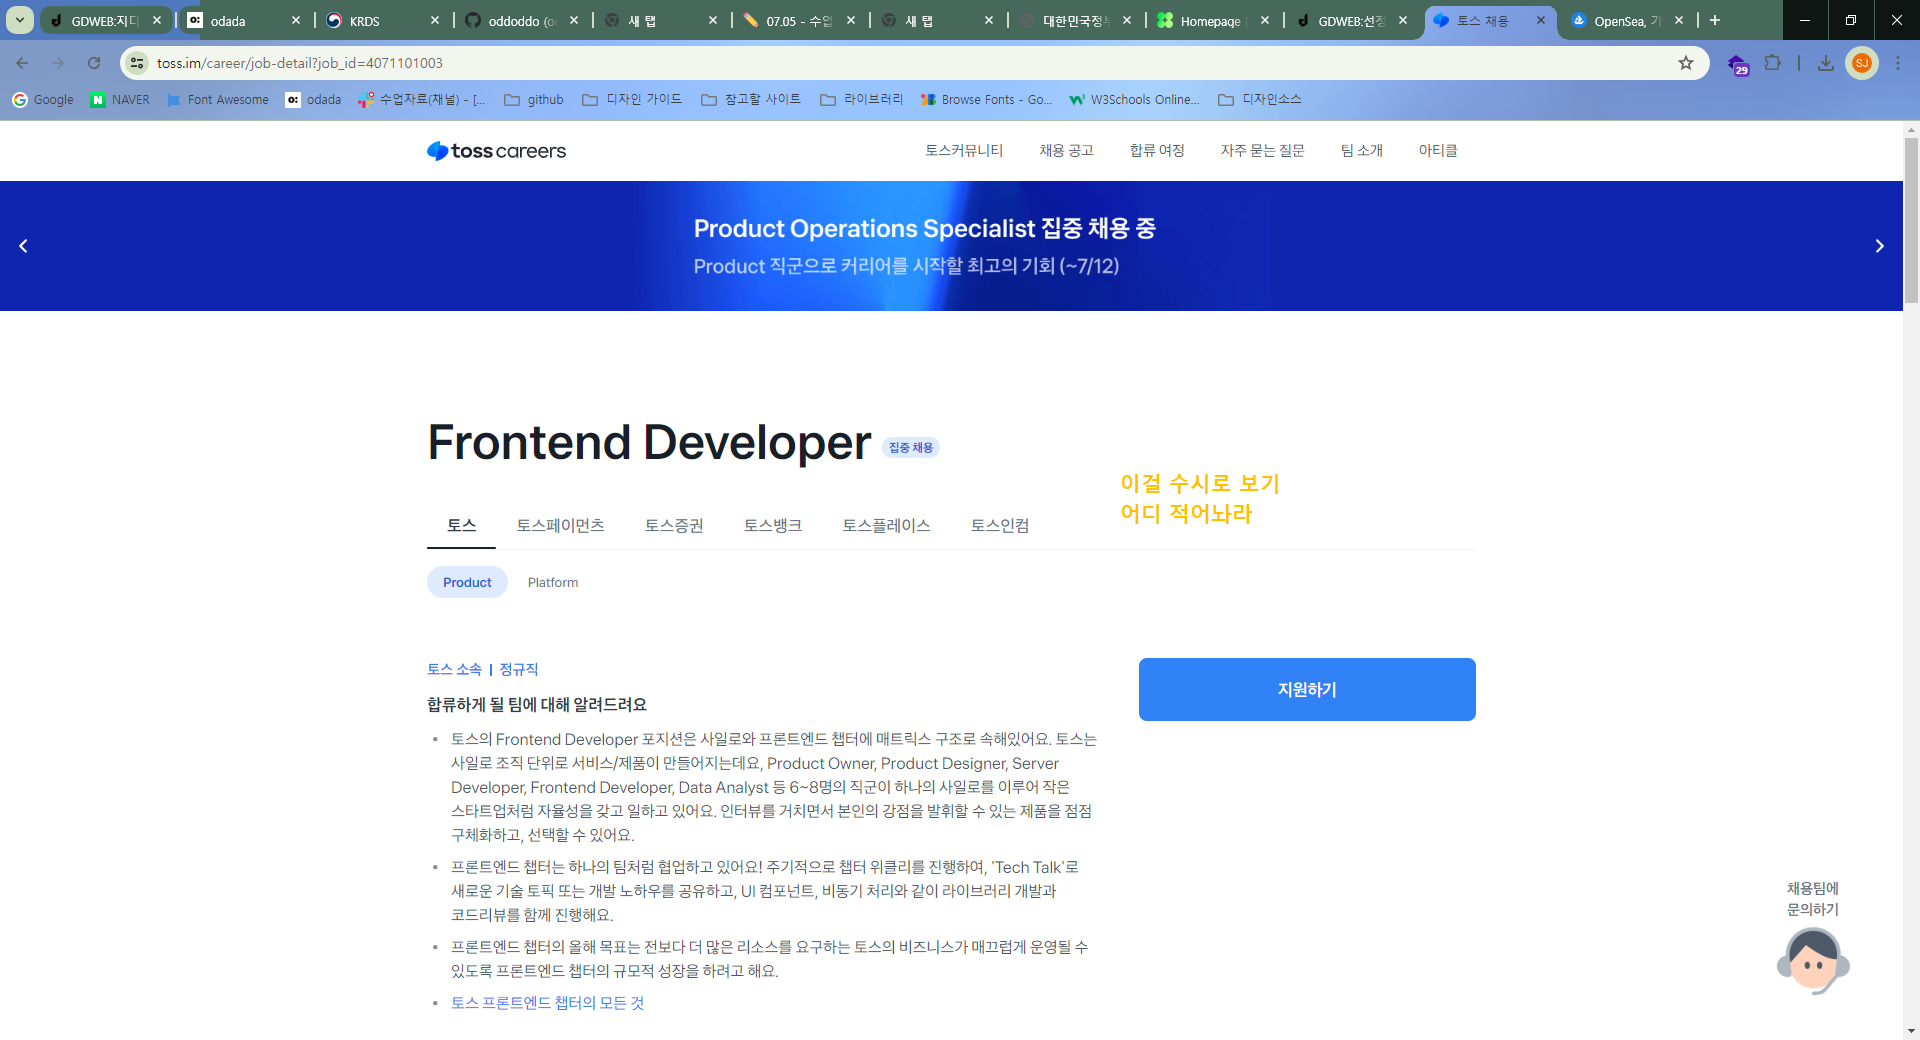 GDWEB:지디
odada
KRDS
oddoddo (o
새 탭
07.05 - 수업
새 탭
대한민국정부
Homepage
GDWEB:선정
토스 채용
OpenSea, 
toss.im/career/job-detail?job_id=4071101003
29
SJ
Google
NAVER
Font Awesome
odada
수업자료(채널) - [...
github
디자인 가이드
참고할 사이트
라이브러리
Browse Fonts - Go...
W3Schools Online...
디자인소스
toss careers
토스커뮤니티
채용 공고
합류 여정
자주 묻는 질문
팀 소개
아티클
Product Operations Specialist 집중 채용 중
Product 직군으로 커리어를 시작할 최고의 기회 (~7/12)
Frontend Developer
집중 채용
이걸 수시로 보기
어디 적어놔라
토스
토스페이먼츠
토스증권
토스뱅크
토스플레이스
토스인컴
Product
Platform
토스 소속 | 정규직
지원하기
합류하게 될 팀에 대해 알려드려요
• 토스의 Frontend Developer 포지션은 사일로와 프론트엔드 챕터에 매트릭스 구조로 속해있어요. 토스는
사일로 조직 단위로 서비스/제품이 만들어지는데요, Product Owner, Product Designer, Server
Developer, Frontend Developer, Data Analyst 등 6~8명의 직군이 하나의 사일로를 이루어 작은
스타트업처럼 자율성을 갖고 일하고 있어요. 인터뷰를 거치면서 본인의 강점을 발휘할 수 있는 제품을 점점
구체화하고, 선택할 수 있어요.
• 프론트엔드 챕터는 하나의 팀처럼 협업하고 있어요! 주기적으로 챕터 위클리를 진행하여, 'Tech Talk'로
새로운 기술 토픽 또는 개발 노하우를 공유하고, UI 컴포넌트, 비동기 처리와 같이 라이브러리 개발과
코드리뷰를 함께 진행해요.
• 프론트엔드 챕터의 올해 목표는 전보다 더 많은 리소스를 요구하는 토스의 비즈니스가 매끄럽게 운영될 수
있도록 프론트엔드 챕터의 규모적 성장을 하려고 해요.
• 토스 프론트엔드 챕터의 모든 것
채용팀에
문의하기